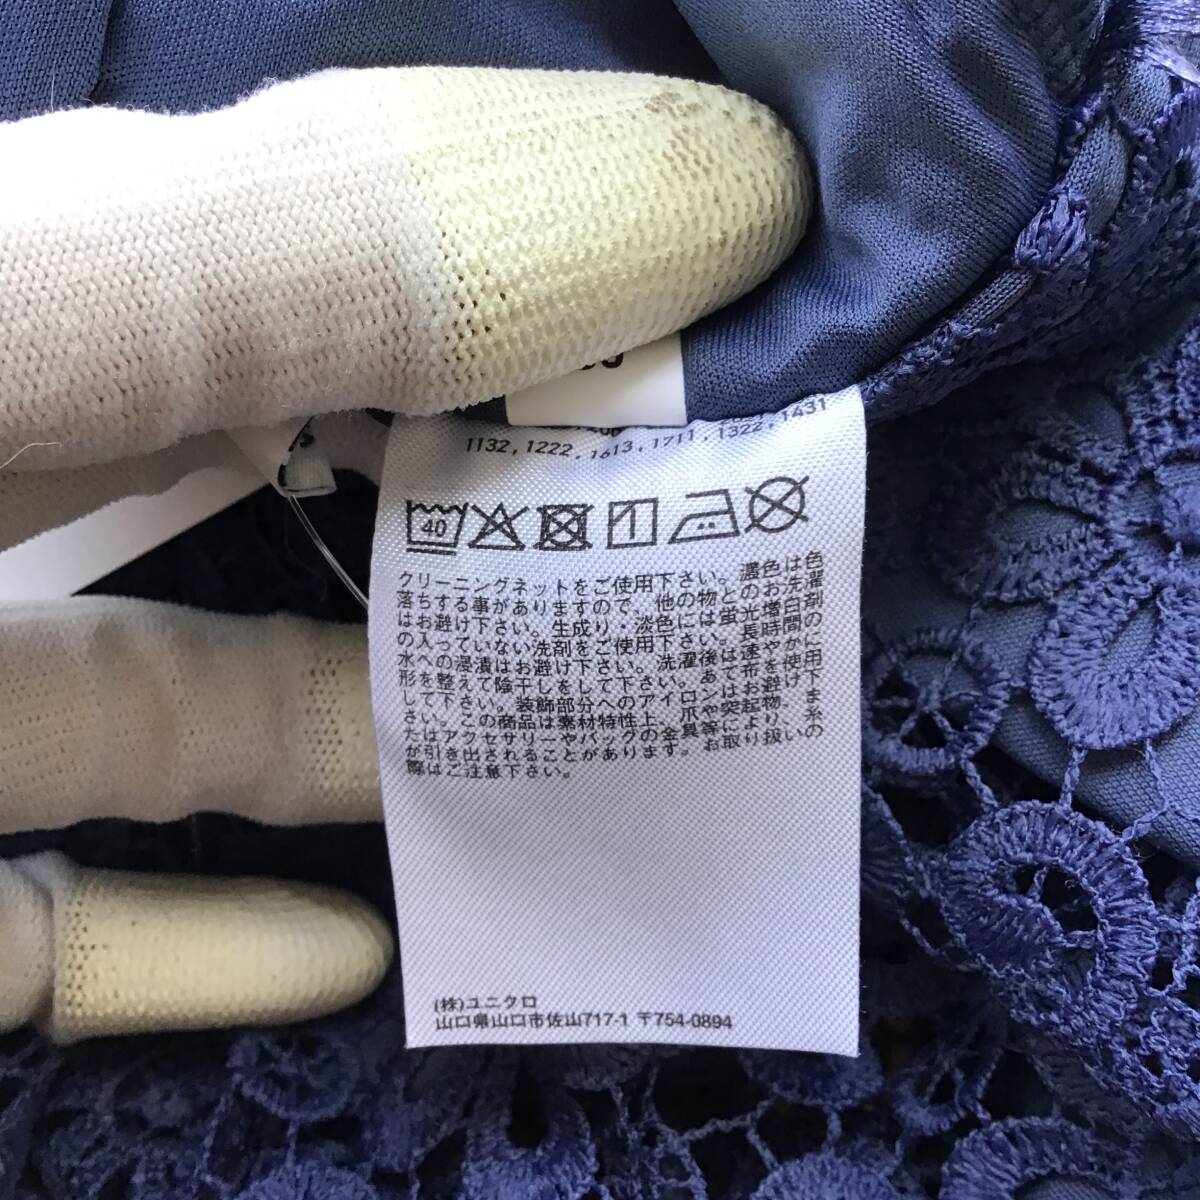 1132, 1222, 1613, 1711, 1322, 1431
40
クリーニングネットをご使用下さい。濃色は色
落ちする事がありますので、他の物とのお洗濯
はお避け下さい。生成り・淡色には蛍光増白剤
の入っていない洗剤をご使用下さい。長時間の
水への浸漬はお避け下さい。洗濯後は速やかに
形を整えて陰干しをして下さい。あて布を使用
して下さい。装飾部分へのアイロンはお避け下
さい。この商品は素材特性上、爪や突起物、ま
たはアクセサリーやバッグの金具等により、糸
が引き出されることがあります。お取り扱いの
際はご注意下さい。
(株)ユニクロ
山口県山口市佐山717-1 〒754-0894